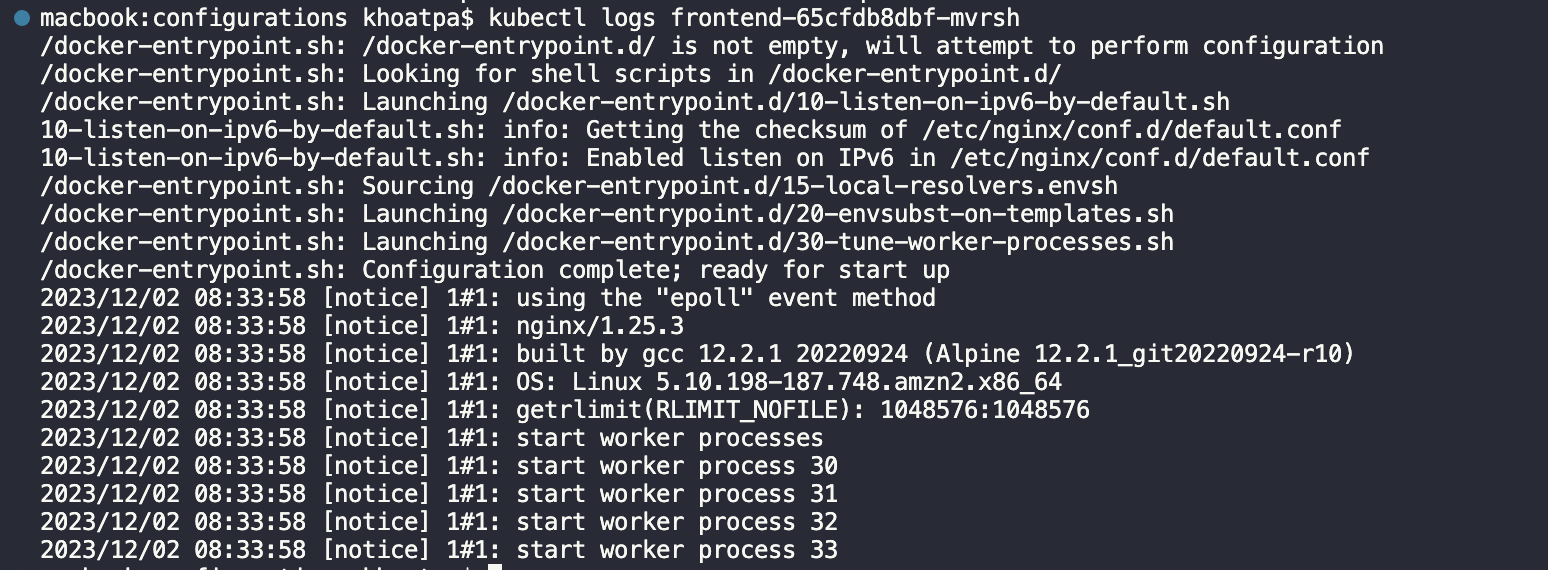 macbook:configurations khoatpa$ kubectl logs frontend-65cfdb8dbf-mvrsh
/docker-entrypoint.sh: /docker-entrypoint.d/ is not empty, will attempt to perform configuration
/docker-entrypoint.sh: Looking for shell scripts in /docker-entrypoint.d/
/docker-entrypoint.sh: Launching /docker-entrypoint.d/10-listen-on-ipv6-by-default.sh
10-listen-on-ipv6-by-default.sh: info: Getting the checksum of /etc/nginx/conf.d/default.conf
10-listen-on-ipv6-by-default.sh: info: Enabled listen on IPv6 in /etc/nginx/conf.d/default.conf
/docker-entrypoint.sh: Sourcing /docker-entrypoint.d/15-local-resolvers.envsh
/docker-entrypoint.sh: Launching /docker-entrypoint.d/20-envsubst-on-templates.sh
/docker-entrypoint.sh: Launching /docker-entrypoint.d/30-tune-worker-processes.sh
/docker-entrypoint.sh: Configuration complete; ready for start up
2023/12/02 08:33:58 [notice] 1#1: using the "epoll" event method
2023/12/02 08:33:58 [notice] 1#1: nginx/1.25.3
2023/12/02 08:33:58 [notice] 1#1: built by gcc 12.2.1 20220924 (Alpine 12.2.1_git20220924-r10)
2023/12/02 08:33:58 [notice] 1#1: OS: Linux 5.10.198-187.748.amzn2.x86_64
2023/12/02 08:33:58 [notice] 1#1: getrlimit(RLIMIT_NOFILE): 1048576:1048576
2023/12/02 08:33:58 [notice] 1#1: start worker processes
2023/12/02 08:33:58 [notice] 1#1: start worker process 30
2023/12/02 08:33:58 [notice] 1#1: start worker process 31
2023/12/02 08:33:58 [notice] 1#1: start worker process 32
2023/12/02 08:33:58 [notice] 1#1: start worker process 33